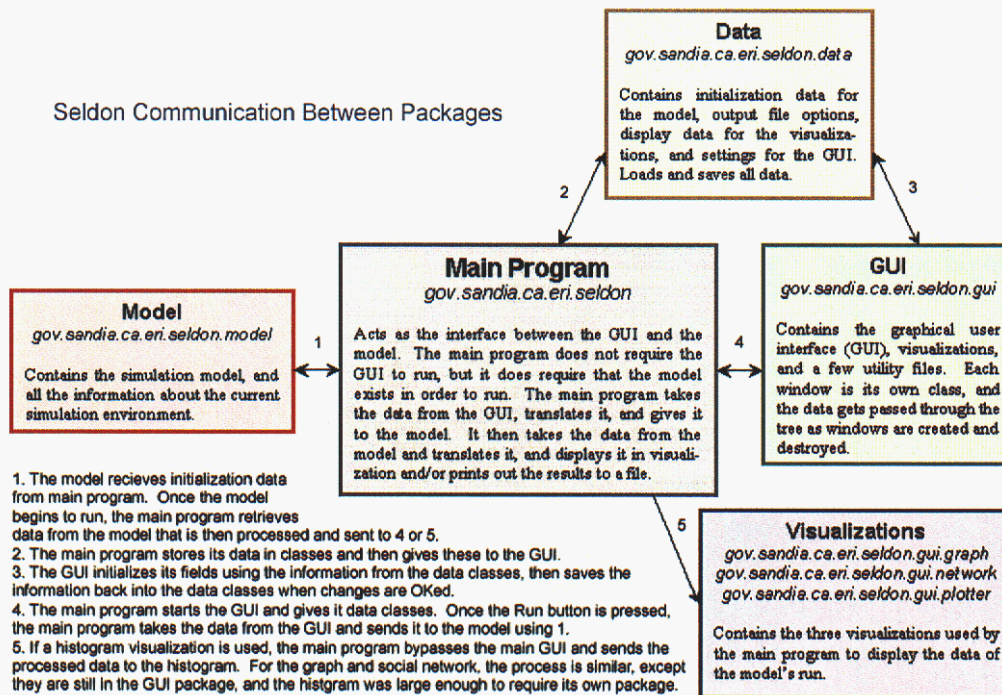 Seldon Communication Between Packages
Data
gov.sandia.ca.eri.seldon.data
Contains initialization data for
the model, output file options,
display data for the visualiza-
tions, and settings for the GUI.
Loads and saves all data.
2
3
Main Program
gov.sandia.ca.eri.seldon
Acts as the interface between the GUI and the
model. The main program does not require the
GUI to run, but it does require that the model
exists in order to run. The main program takes
the data from the GUI, translates it, and gives it
to the model. It then takes the data from the
model and translates it, and displays it in visuali-
zation and/or prints out the results to a file.
GUI
gov.sandia.ca.eri.seldon.gui
Contains the graphical user
interface (GUI), visualizations,
and a few utility files. Each
window is its own class, and
the data gets passed through the
tree as windows are created and
destroyed.
Model
gov.sandia.ca.eri.seldon.model
Contains the simulation model, and
all the information about the current
simulation environment.
1
4
5
1. The model recieves initialization data
from main program. Once the model
begins to run, the main program retrieves
data from the model that is then processed and sent to 4 or 5.
2. The main program stores its data in classes and then gives these to the GUI.
3. The GUI initializes its fields using the information from the data classes, then saves the
information back into the data classes when changes are OKed.
4. The main program starts the GUI and gives it data classes. Once the Run button is pressed,
the main program takes the data from the GUI and sends it to the model using 1.
5. If a histogram visualization is used, the main program bypasses the main GUI and sends the
processed data to the histogram. For the graph and social network, the process is similar, except
they are still in the GUI package, and the histgram was large enough to require its own package.
Visualizations
gov.sandia.ca.eri.seldon.gui.graph
gov.sandia.ca.eri.seldon.gui.network
gov.sandia.ca.eri.seldon.gui.plotter
Contains the three visualizations used by
the main program to display the data of
the model's run.